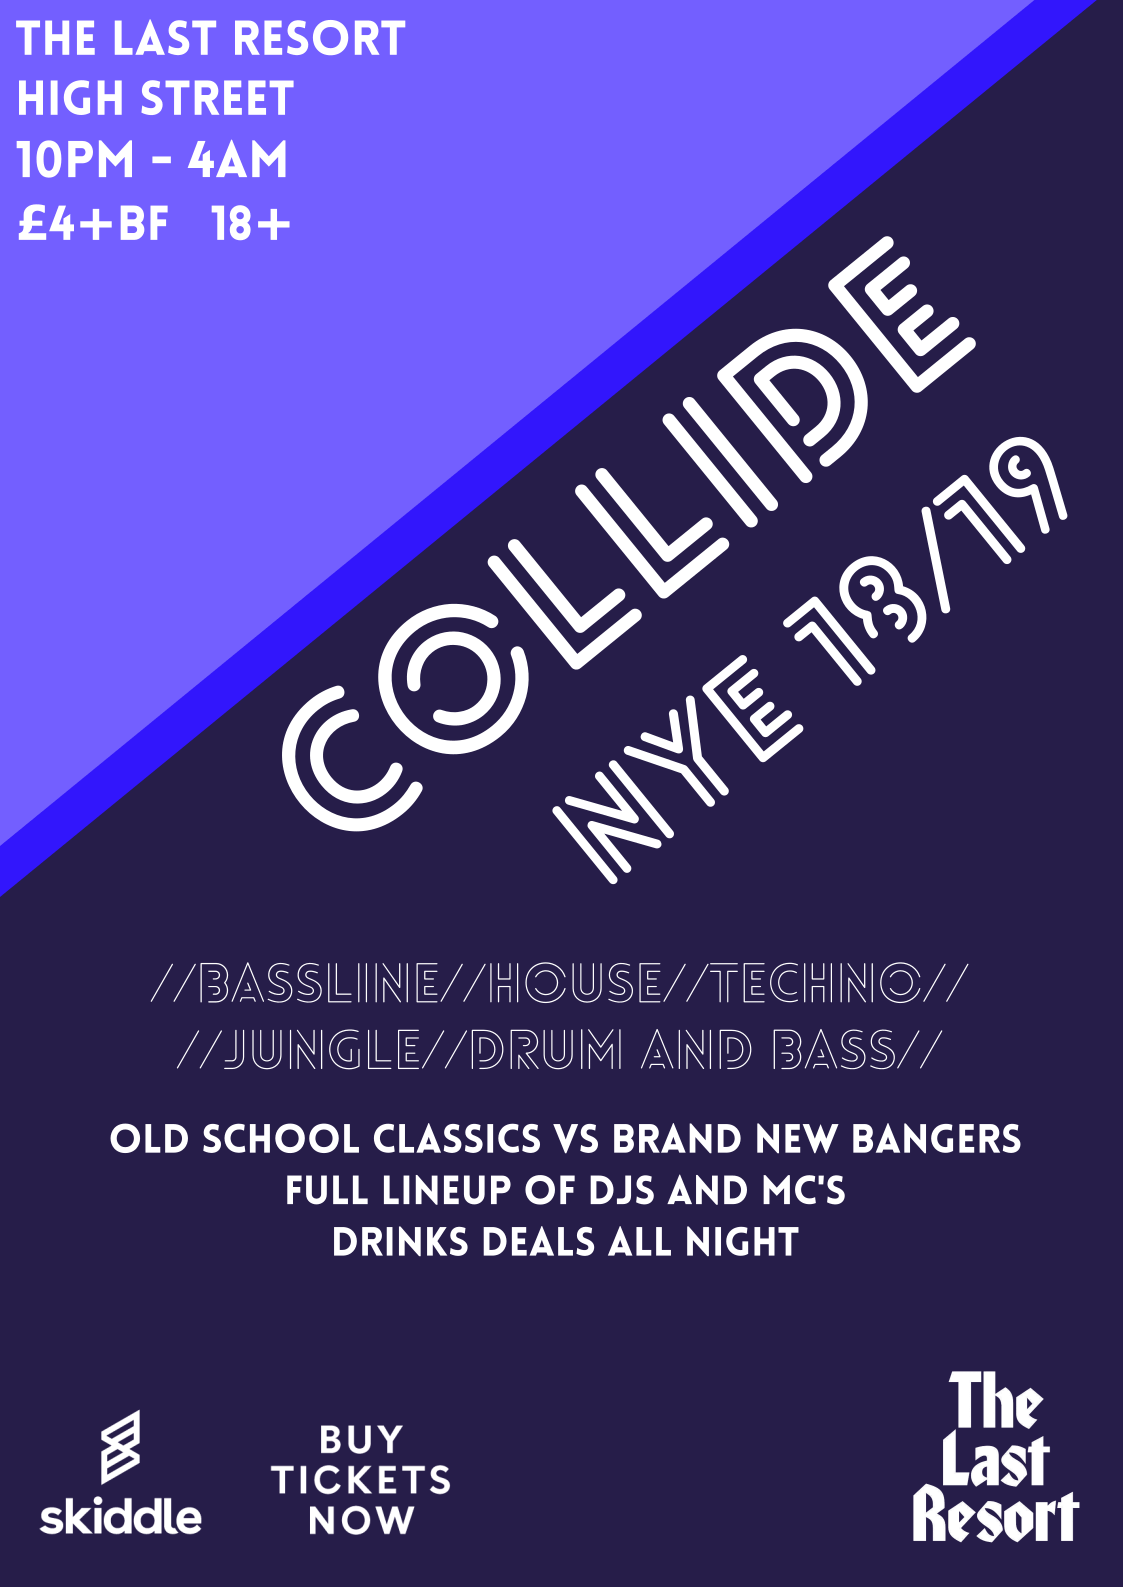 THE LAST RESORT
HIGH STREET
10PM - 4AM
£4+BF 18+
COLLIDE
NYE 18/19
//BASSLINE//HOUSE//TECHNO//
//JUNGLE//DRUM AND BASS//
OLD SCHOOL CLASSICS VS BRAND NEW BANGERS
FULL LINEUP OF DJS AND MC'S
DRINKS DEALS ALL NIGHT
skiddle
BUY
TICKETS
NOW
The
Last
Resort